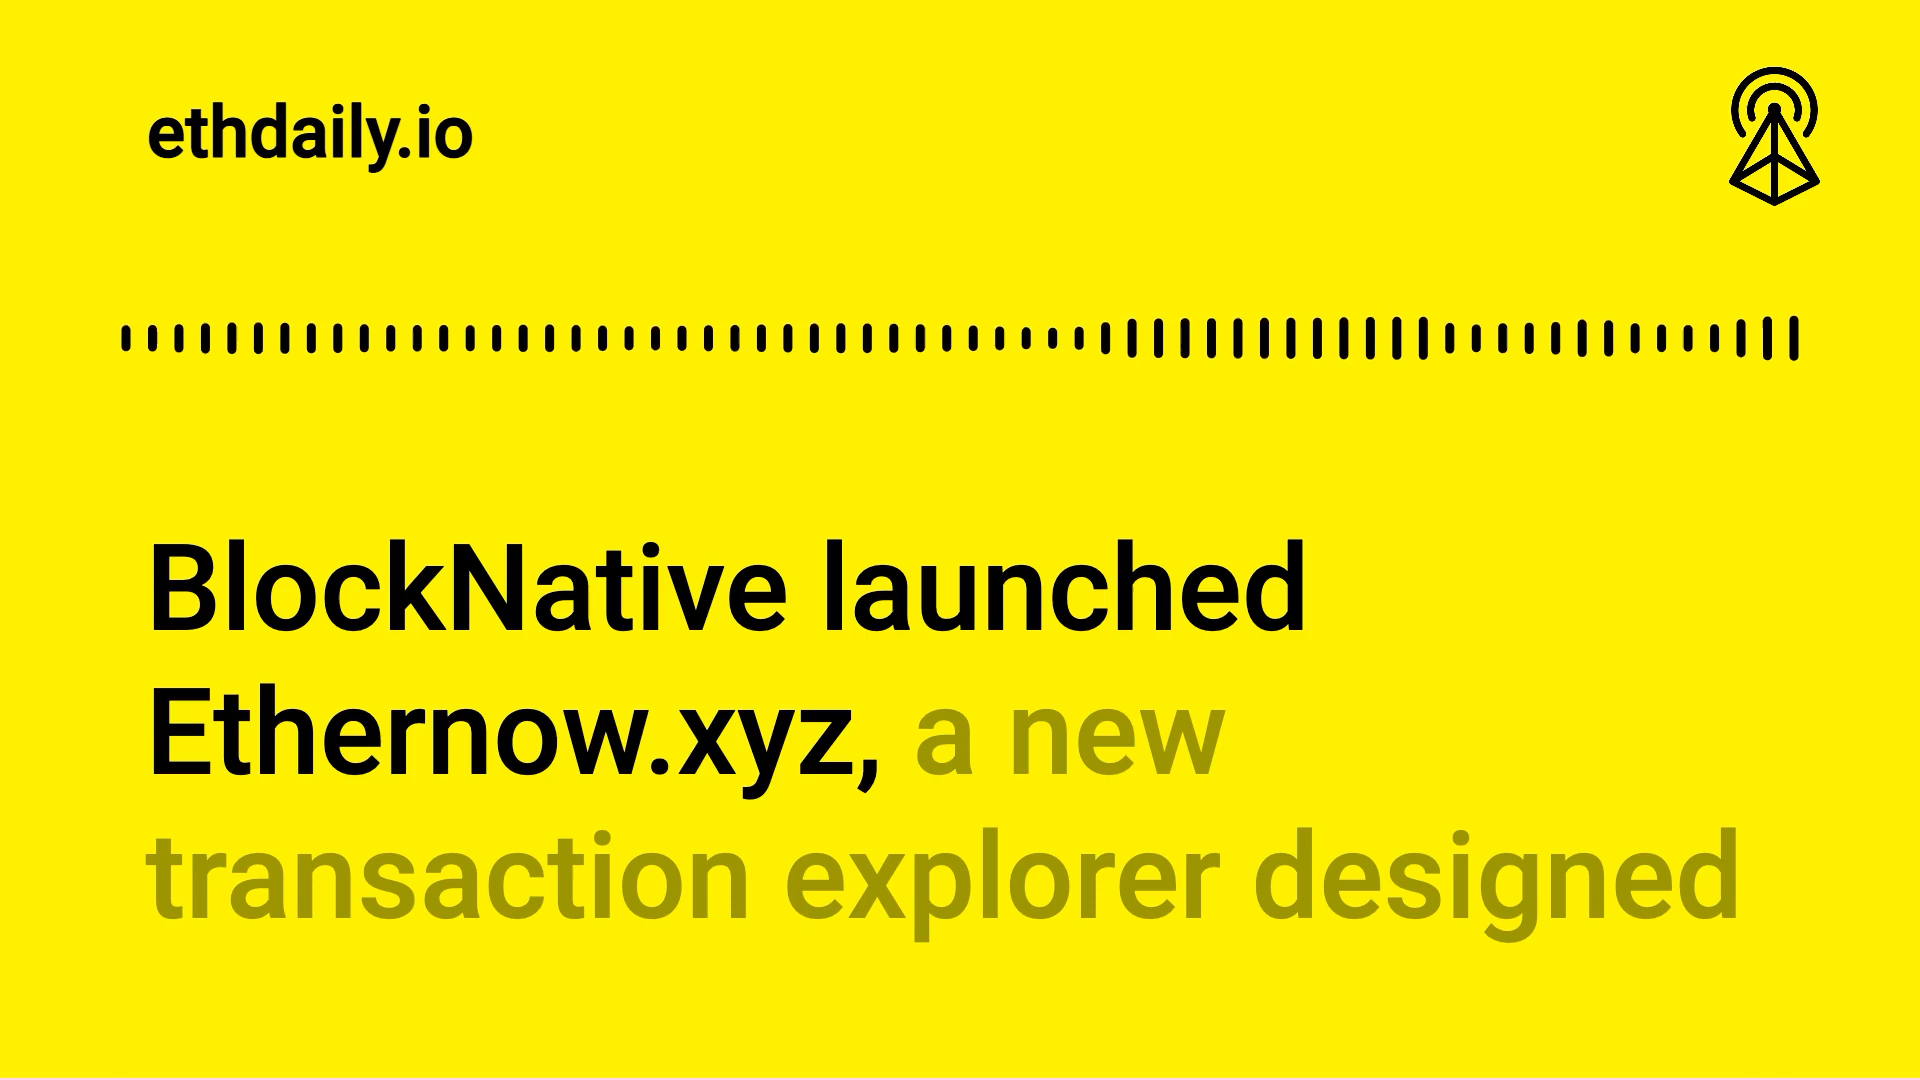 ethdaily.io
BlockNative launched
Ethernow.xyz, a new
transaction explorer designed